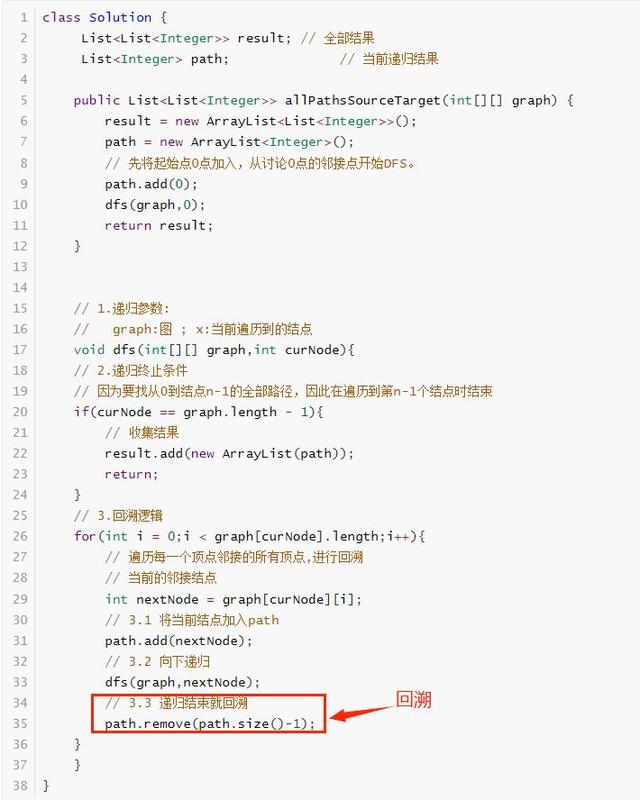 1 class Solution {
2 List<List<Integer>> result; // 全部结果
3 List<Integer> path; // 当前递归结果
4
5 public List<List<Integer>> allPathsSourceTarget(int[][] graph) {
6 result = new ArrayList<List<Integer>>();
7 path = new ArrayList<Integer>();
8 // 先将起始点0点加入，从讨论0点的邻接点开始DFS。
9 path.add(0);
10 dfs(graph,0);
11 return result;
12 }
13
14
15 // 1.递归参数:
16 // graph:图 ; x:当前遍历到的结点
17 void dfs(int[][] graph,int curNode){
18 // 2.递归终止条件
19 // 因为要找从0到结点n-1的全部路径，因此在遍历到第n-1个结点时结束
20 if(curNode == graph.length - 1){
21 // 收集结果
22 result.add(new ArrayList(path));
23 return;
24 }
25 // 3.回溯逻辑
26 for(int i = 0;i < graph[curNode].length;i++){
27 // 遍历每一个顶点邻接的所有顶点,进行回溯
28 // 当前的邻接结点
29 int nextNode = graph[curNode][i];
30 // 3.1 将当前结点加入path
31 path.add(nextNode);
32 // 3.2 向下递归
33 dfs(graph,nextNode);
34 // 3.3 递归结束就回溯
回溯
35 path.remove(path.size()-1);
36 }
37 }
38 }